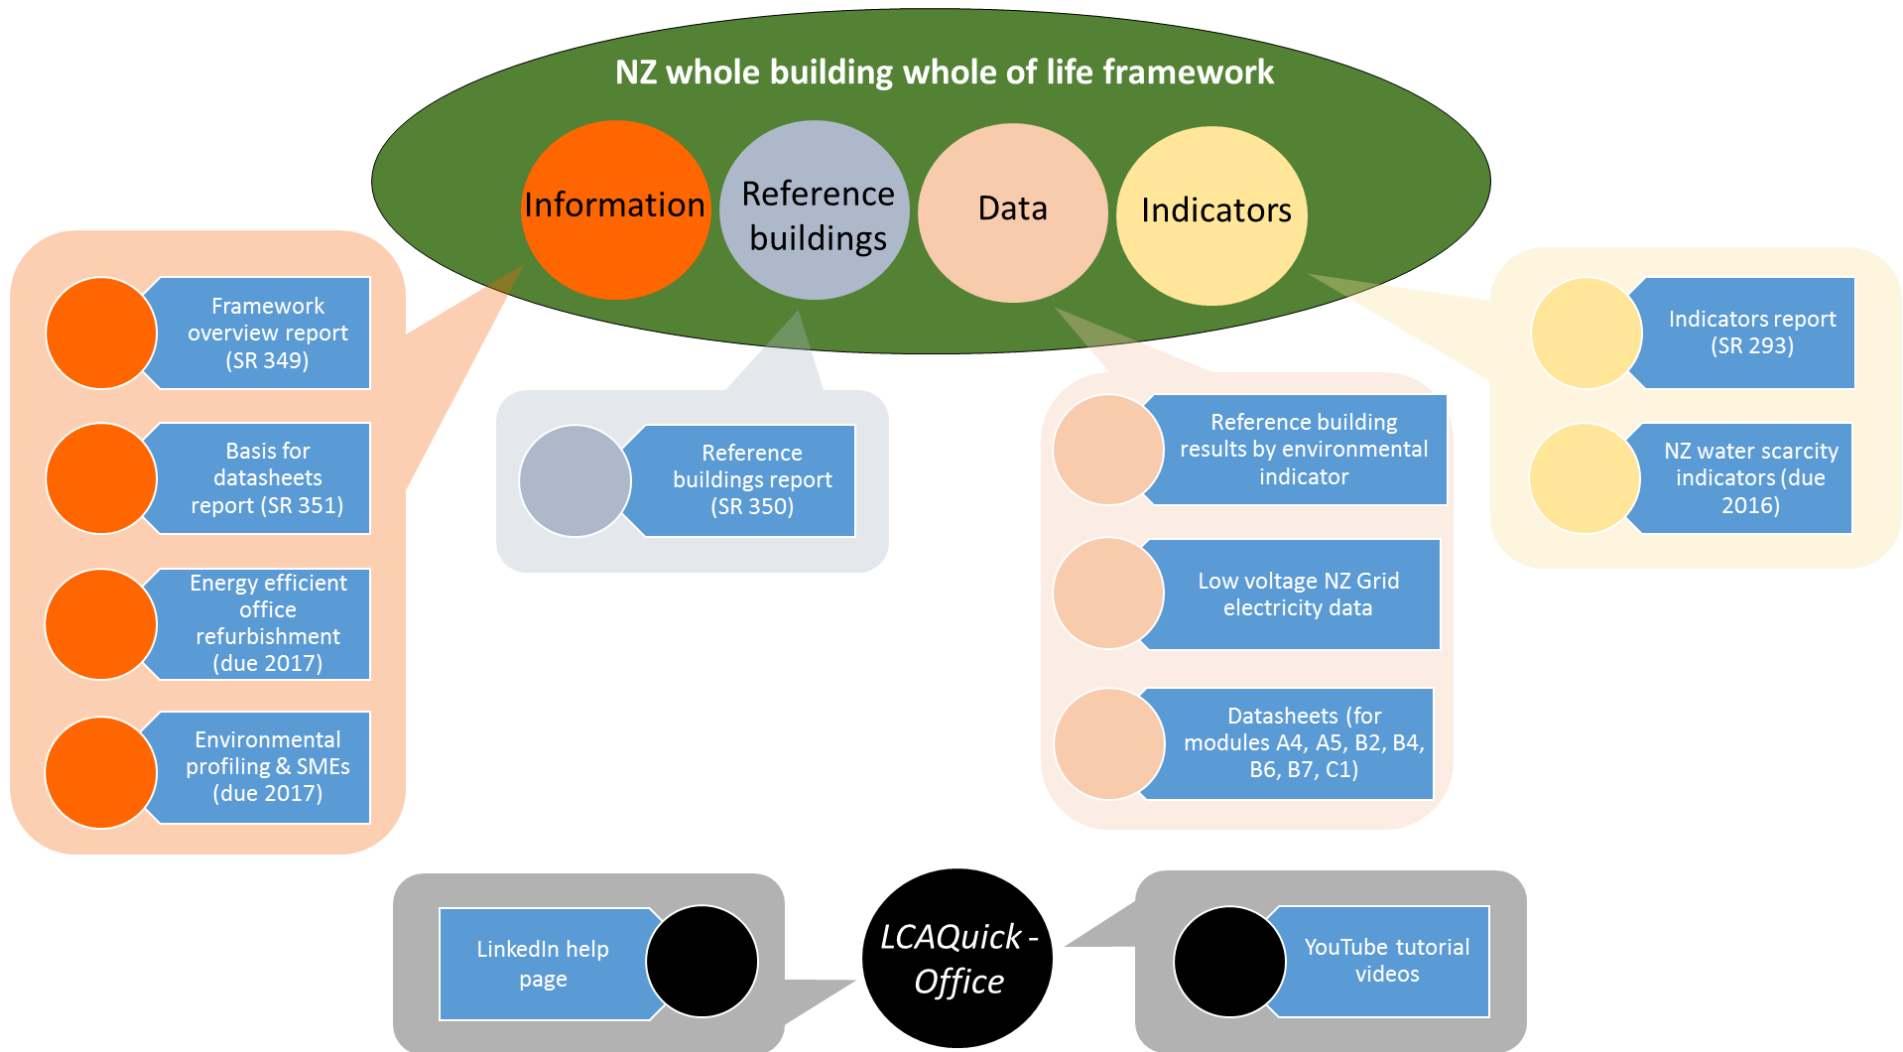 NZ whole building whole of life framework
Information
Reference
buildings
Data
Indicators
Framework
overview report
(SR 349)
Basis for
datasheets
report (SR 351)
Energy efficient
office
refurbishment
(due 2017)
Environmental
profiling & SMEs
(due 2017)
Reference
buildings report
(SR 350)
Reference building
results by environmental
indicator
Low voltage NZ Grid
electricity data
Datasheets (for
modules A4, A5, B2, B4,
B6, B7, C1)
Indicators report
(SR 293)
NZ water scarcity
indicators (due
2016)
LinkedIn help
page
LCAQuick -
Office
YouTube tutorial
videos